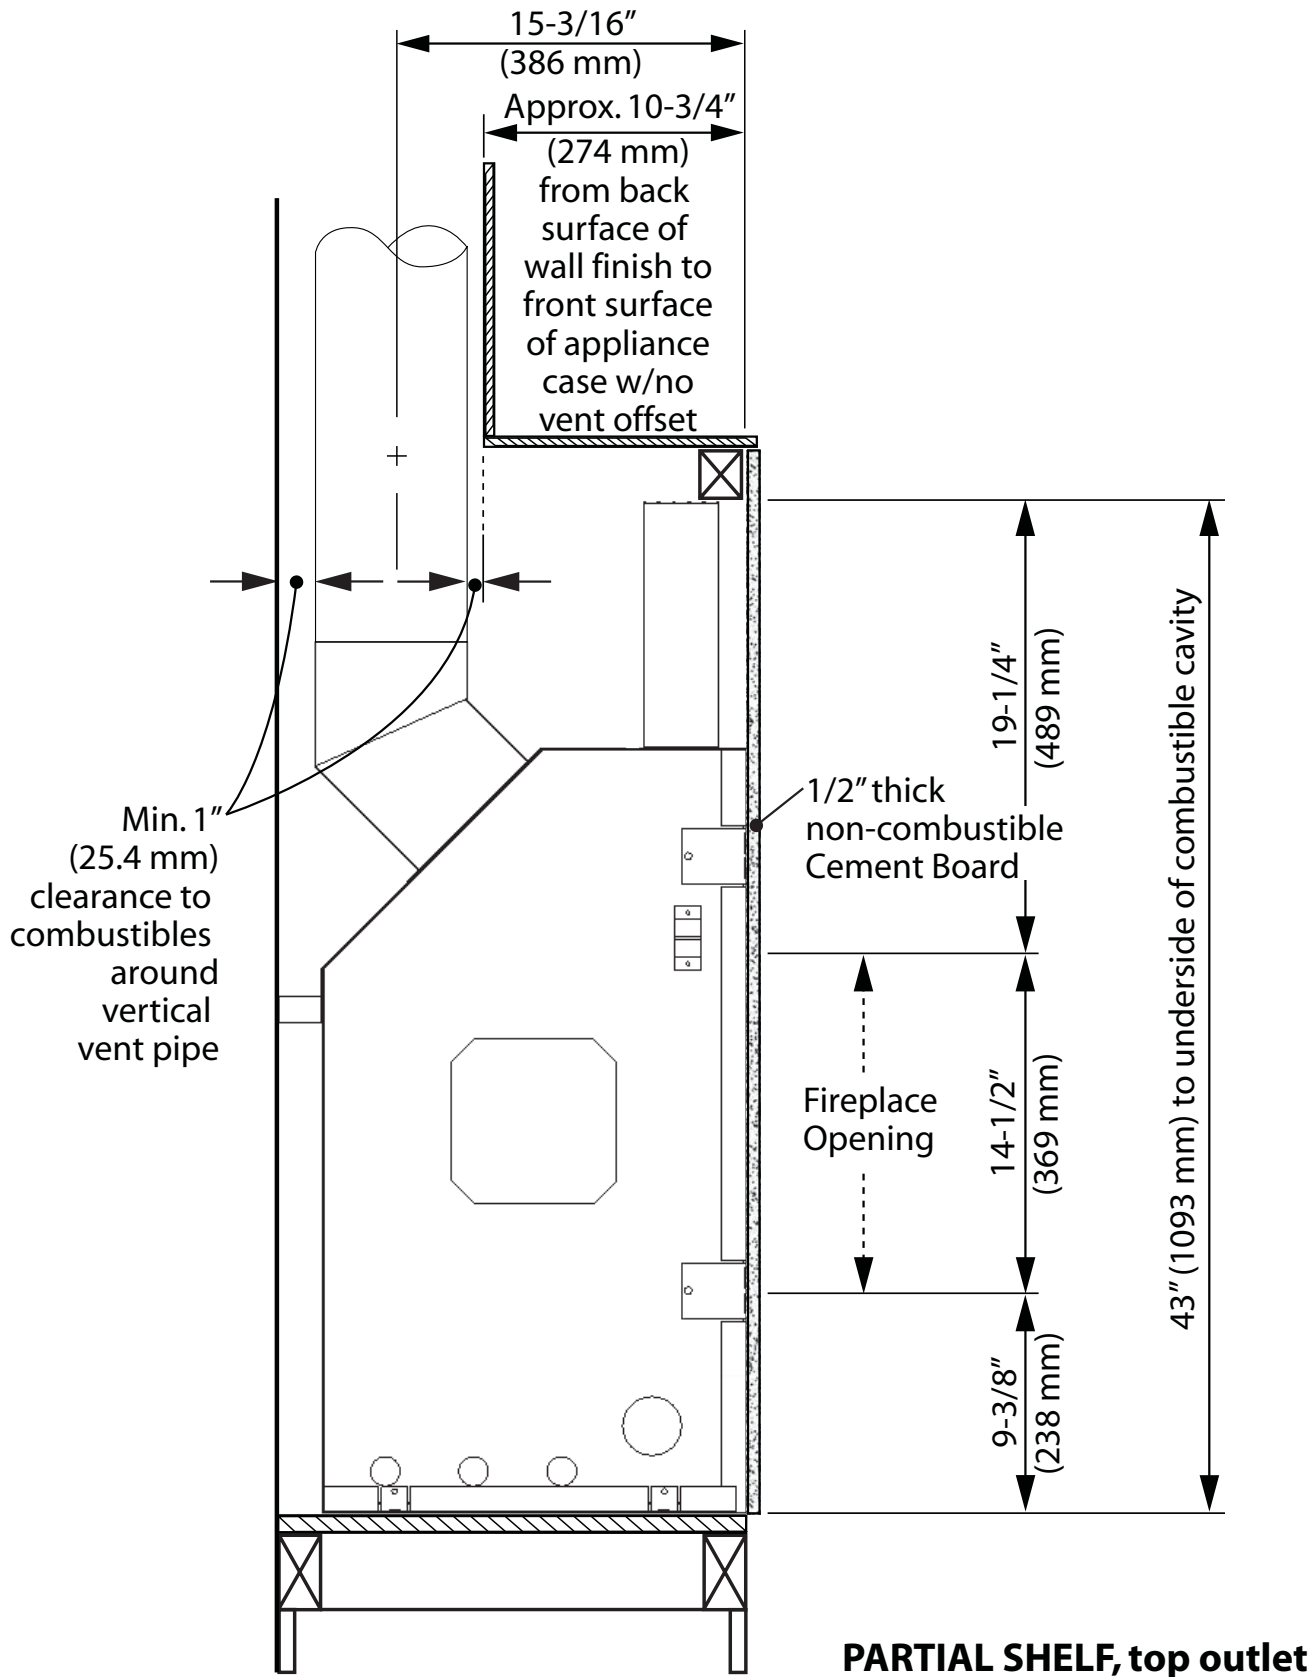 15-3/16”
(386 mm)
Approx. 10-3/4”
(274 mm)
from back
surface of
wall finish to
front surface
of appliance
case w/no
vent offset
Min. 1”
(25.4 mm)
clearance to
combustibles
around
vertical
vent pipe
1/2” thick
non-combustible
Cement Board
19-1/4”
(489 mm)
Fireplace
Opening
14-1/2”
(369 mm)
9-3/8”
(238 mm)
43” (1093 mm) to underside of combustible cavity
PARTIAL SHELF, top outlet